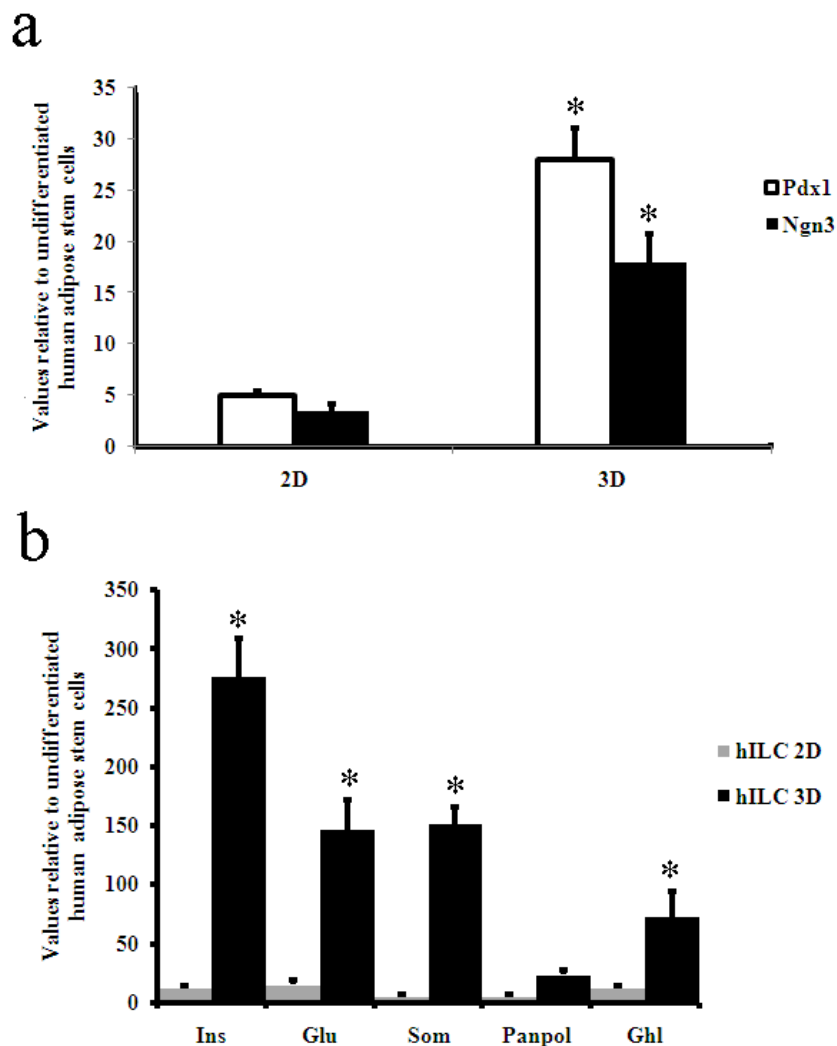 a
Values relative to undifferentiated
human adipose stem cells
35
30
25
20
15
10
5
0
*
*
2D
3D
Pdx1
Ngn3
b
Values relative to undifferentiated
human adipose stem cells
350
300
250
200
150
100
50
0
*
*
*
*
Ins
Glu
Som
Panpol
Ghl
hILC 2D
hILC 3D